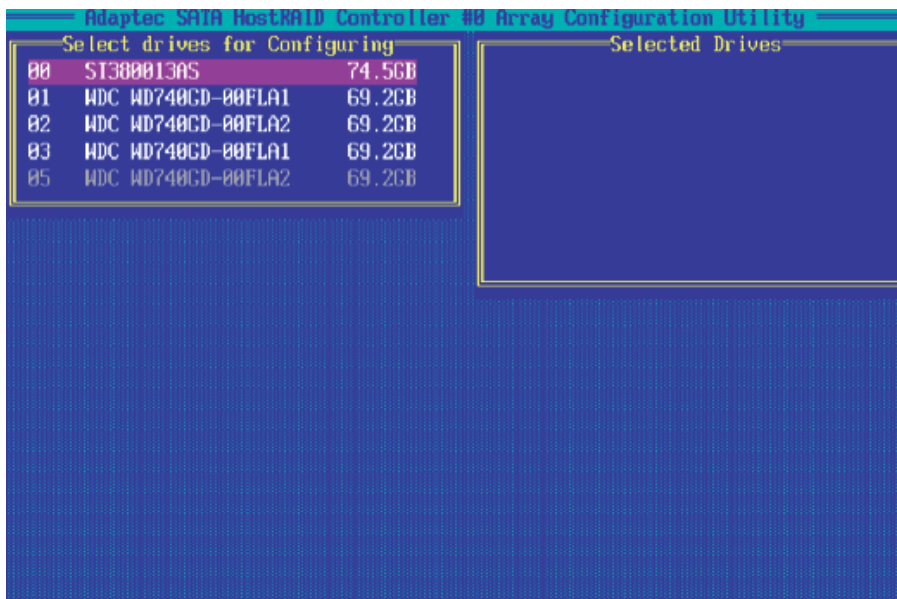 Adaptec SATA HostRAID Controller #0 Array Configuration Utility
Select drives for Configuring
00 ST380013AS 74.5GB
01 WDC WD740GD-00FLA1 69.2GB
02 WDC WD740GD-00FLA2 69.2GB
03 WDC WD740GD-00FLA1 69.2GB
05 WDC WD740GD-00FLA2 69.2GB
Selected Drives